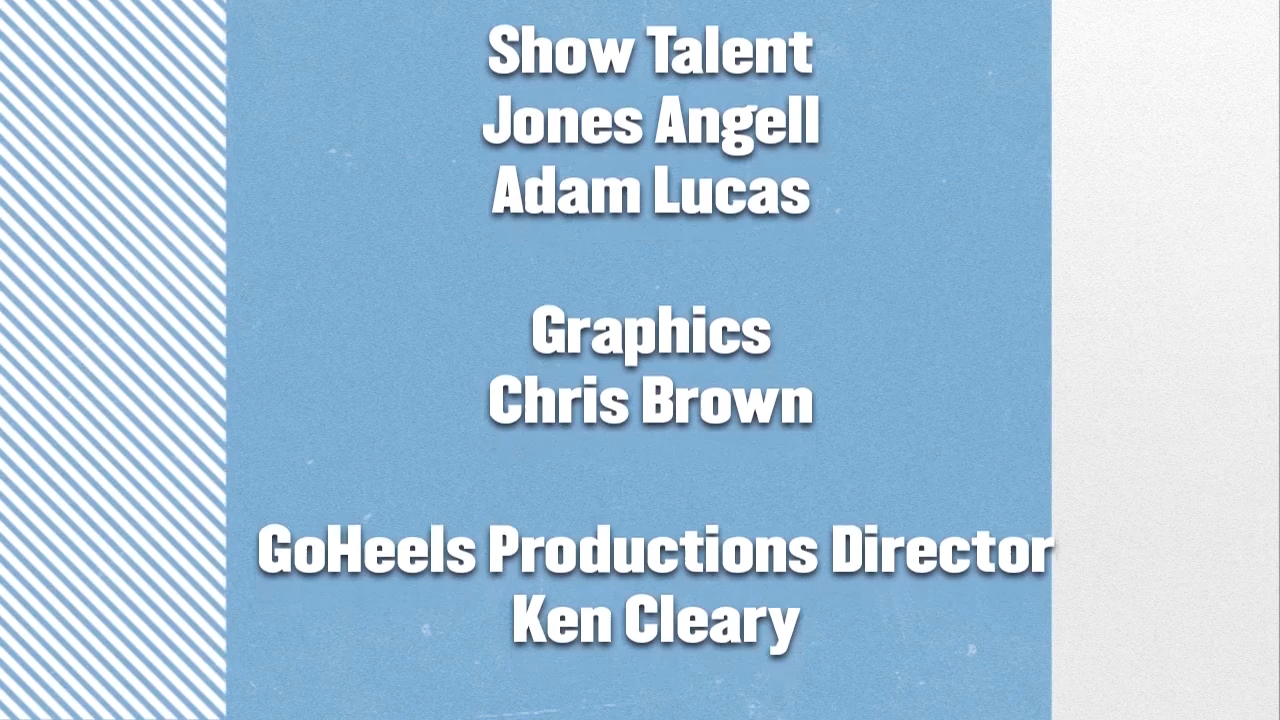 Show Talent
Jones Angell
Adam Lucas
Graphics
Chris Brown
GoHeels Productions Director
Ken Cleary